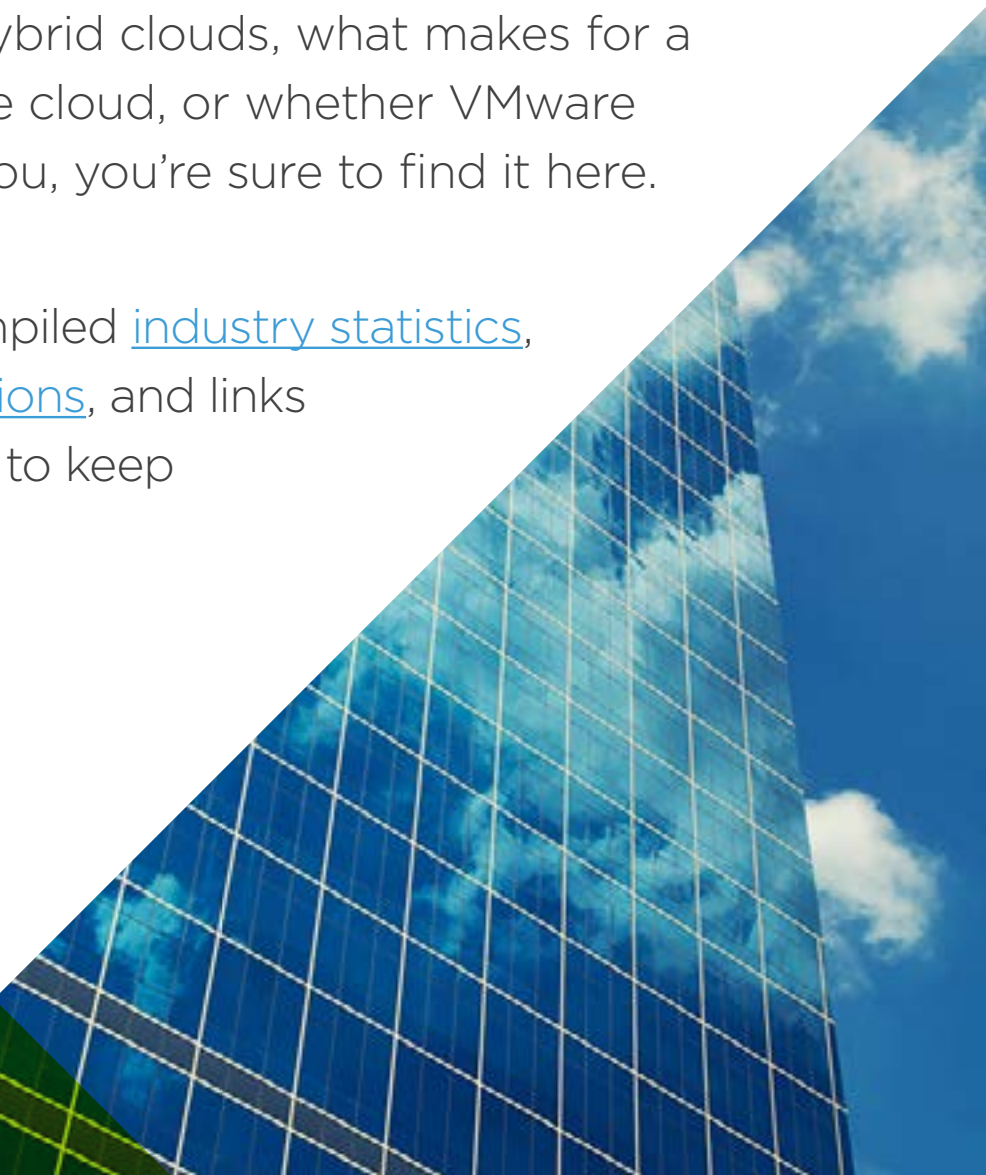 ybrid clouds, what makes for a
e cloud, or whether VMware
ou, you’re sure to find it here.
npiled industry statistics,
ions, and links
to keep